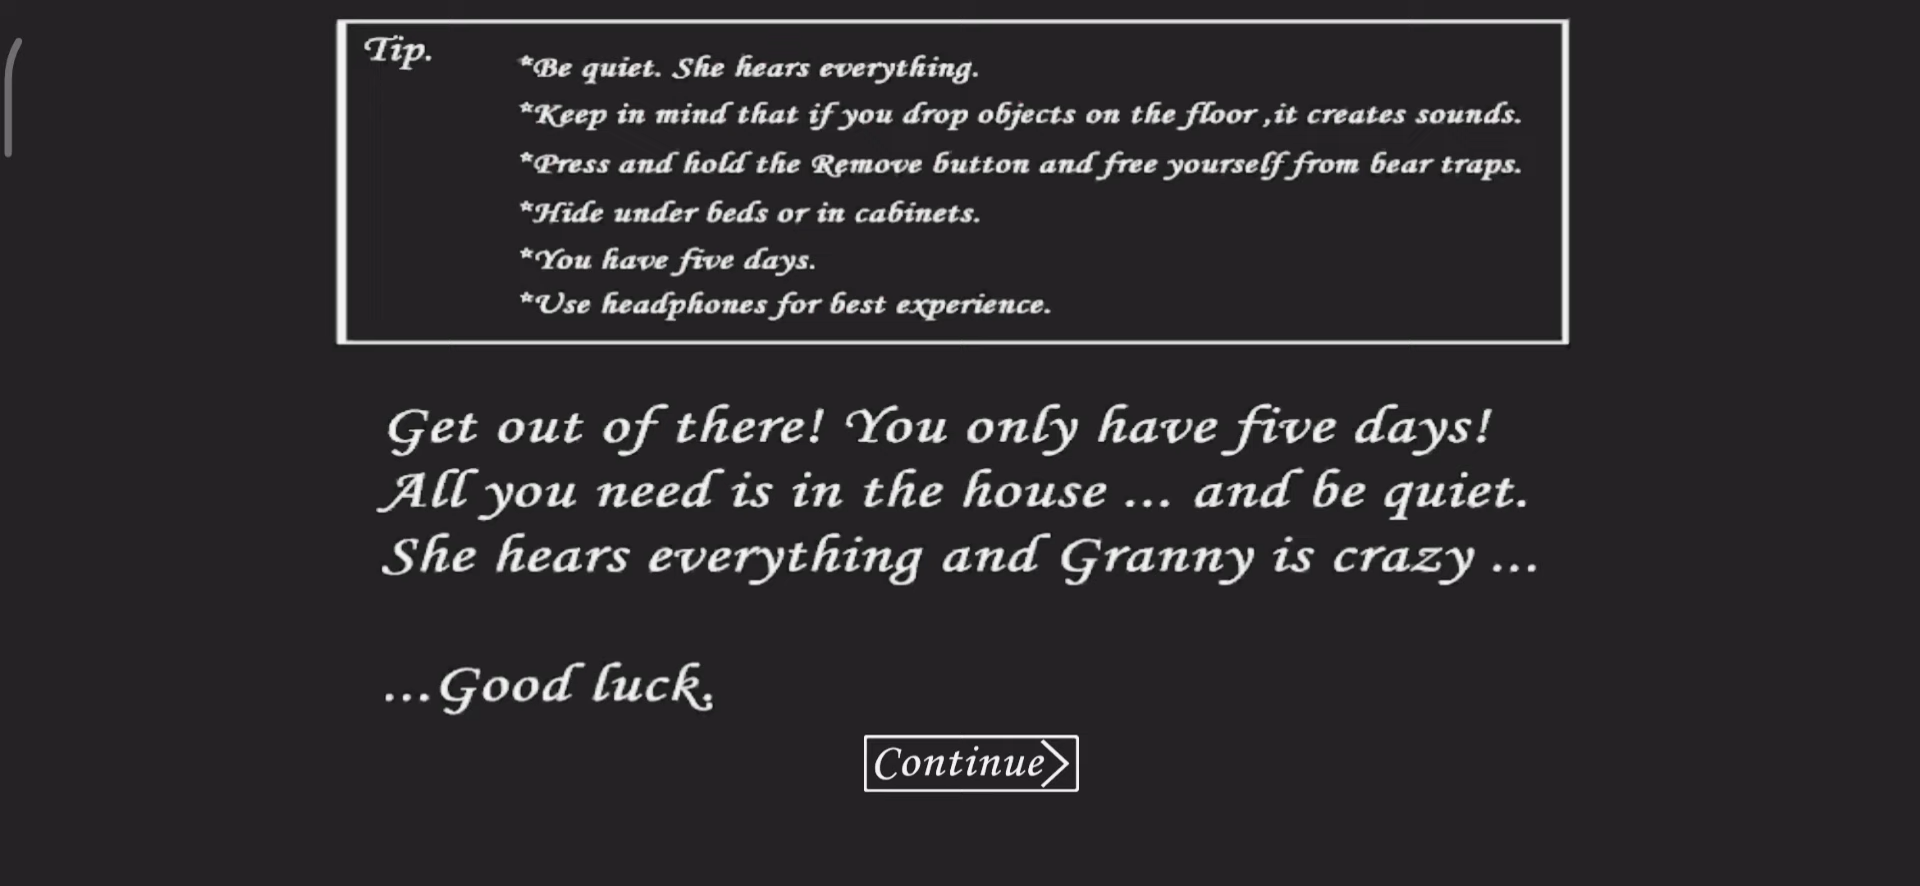 Tip.
*Be quiet. She hears everything.
*Keep in mind that if you drop objects on the floor ,it creates sounds.
*Press and hold the Remove button and free yourself from bear traps.
*Hide under beds or in cabinets.
*You have five days.
*Use headphones for best experience.
Get out of there! You only have five days!
All you need is in the house ... and be quiet.
She hears everything and Granny is crazy ...
...Good luck.
Continue>